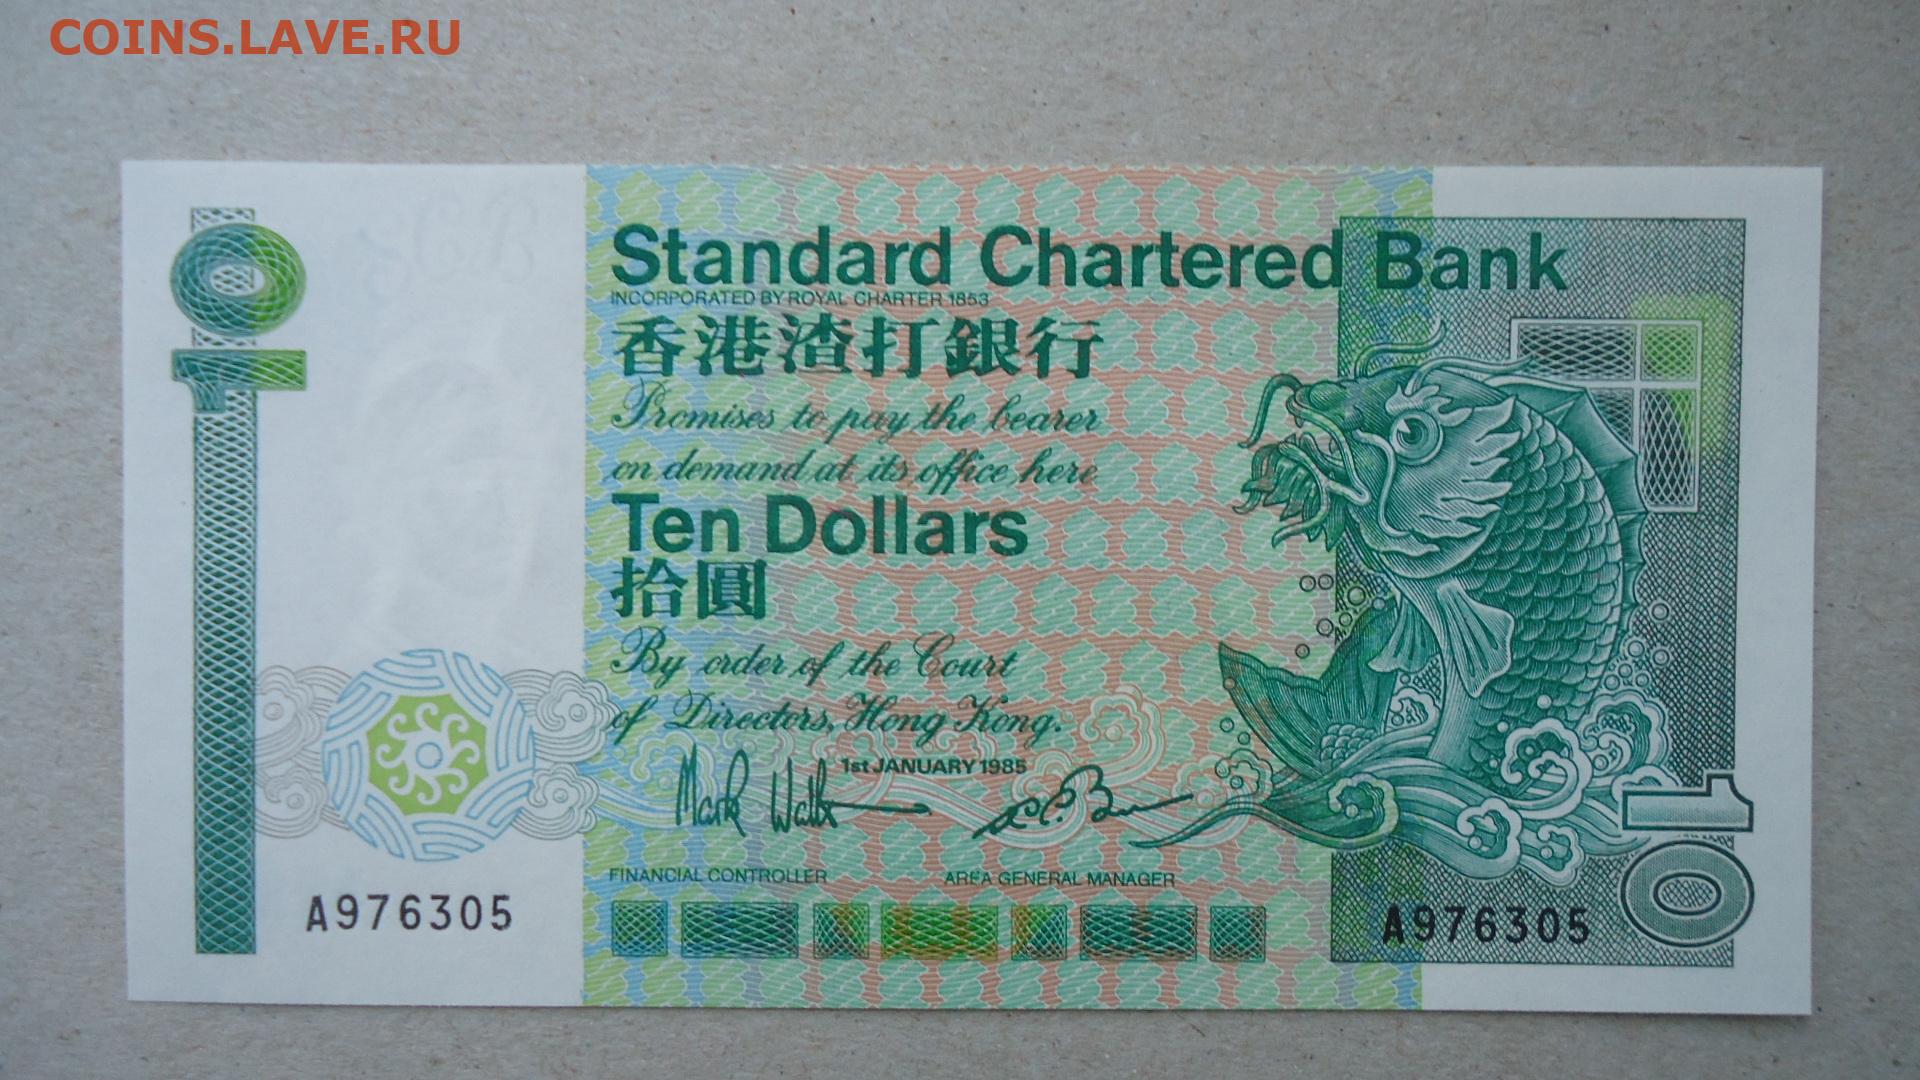 COINS.LAVE.RU
10
Standard Chartered Bank
INCORPORATED BY ROYAL CHARTER 1853
香港渣打銀行
Promises to pay the bearer
on demand at its office here
Ten Dollars
拾圓
By order of the Court
of Directors, Hong Kong.
1st JANUARY 1985
FINANCIAL CONTROLLER AREA GENERAL MANAGER
A976305 A976305
10